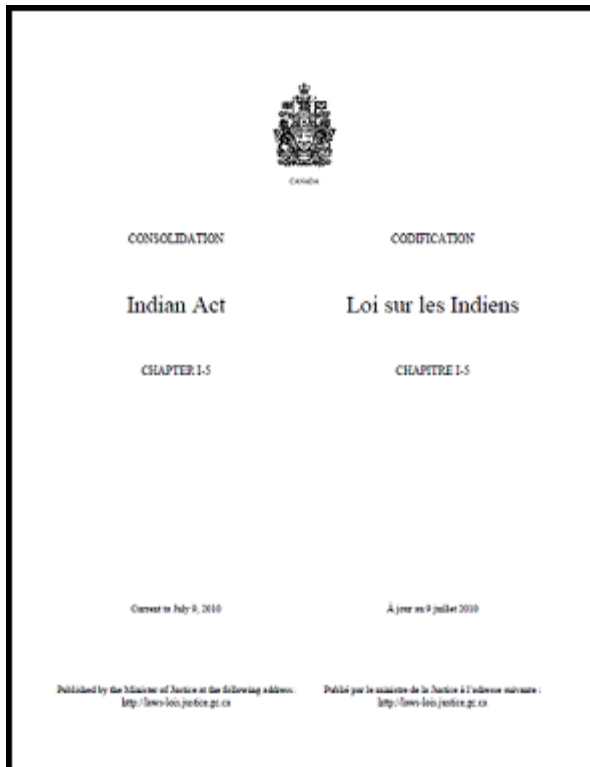 CANADA
CONSOLIDATION
CODIFICATION
Indian Act
Loi sur les Indiens
CHAPTER I-5
CHAPITRE I-5
Current to July 9, 2010
À jour au 9 juillet 2010
Published by the Minister of Justice at the following address:
http://laws-lois.justice.gc.ca
Publié par le ministre de la Justice à l'adresse suivante :
http://laws-lois.justice.gc.ca